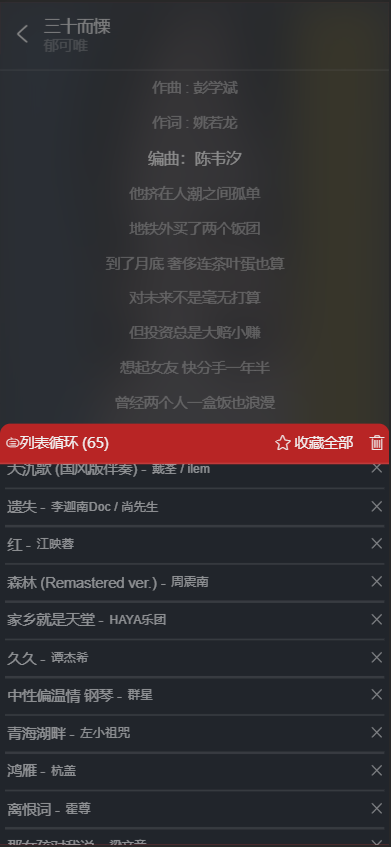 三十而慄
郁可唯
作曲 : 彭学斌
作词 : 姚若龙
编曲：陈韦汐
他挤在人潮之间孤单
地铁外买了两个饭团
到了月底 奢侈连茶叶蛋也算
对未来不是毫无打算
但投资总是大赔小赚
想起女友 快分手一年半
曾经两个人一盒饭也浪漫
列表循环 (65) 收藏全部
大氿歌 (国风版伴奏) - 戴荃 / ilem
遗失 - 李迦南Doc / 尚先生
红 - 江映蓉
森林 (Remastered ver.) - 周震南
家乡就是天堂 - HAYA乐团
久久 - 谭杰希
中性偏温情 钢琴 - 群星
青海湖畔 - 左小祖咒
鸿雁 - 杭盖
离恨词 - 霍尊